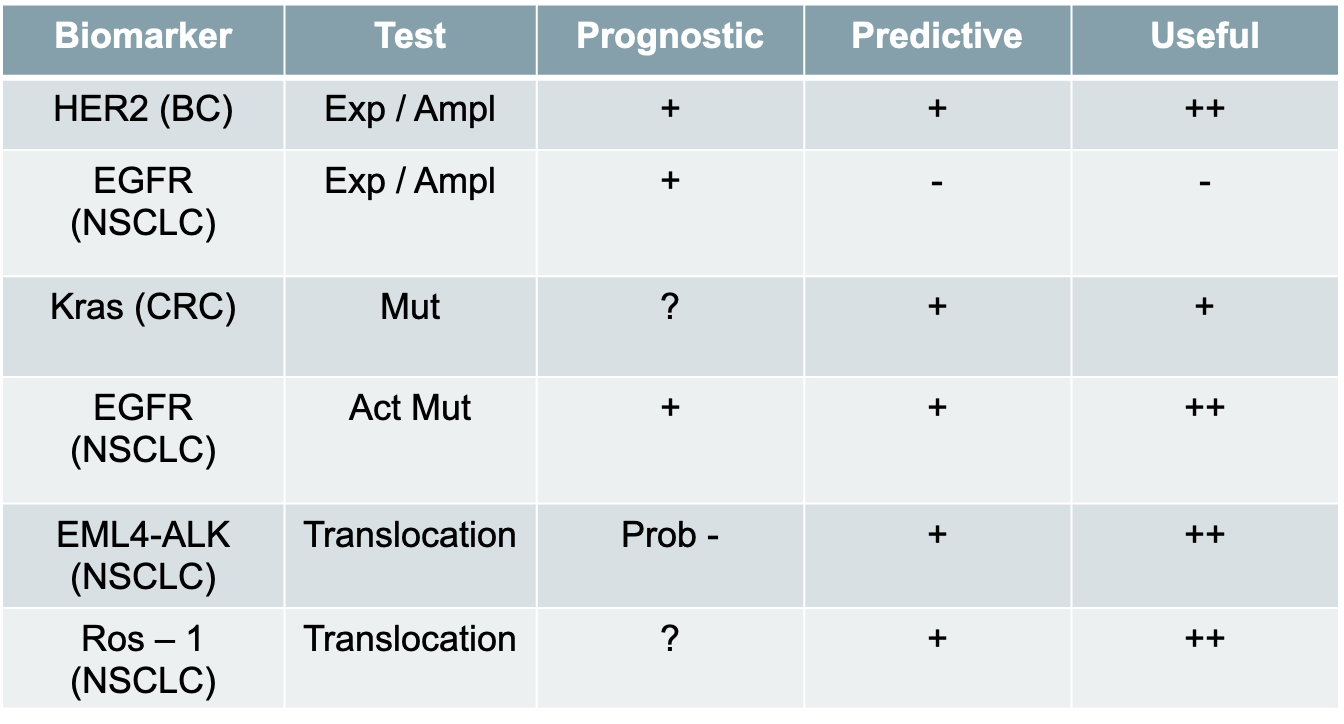 Biomarker Test Prognostic Predictive Useful
HER2 (BC) Exp / Ampl + + ++
EGFR Exp / Ampl + - -
(NSCLC)
Kras (CRC) Mut ? + +
EGFR Act Mut + + ++
(NSCLC)
EML4-ALK Translocation Prob - + ++
(NSCLC)
Ros – 1 Translocation ? + ++
(NSCLC)